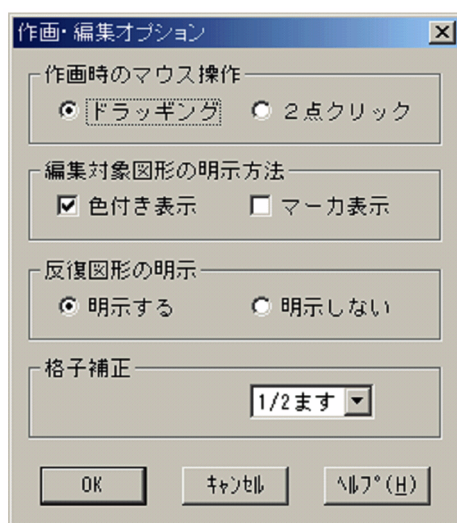 作画・編集オプション
作画時のマウス操作
ドラッギング 2点クリック
編集対象図形の明示方法
色付き表示 マーカ表示
反復図形の明示
明示する 明示しない
格子補正
1/2ます
OK キャンセル ヘルプ(H)